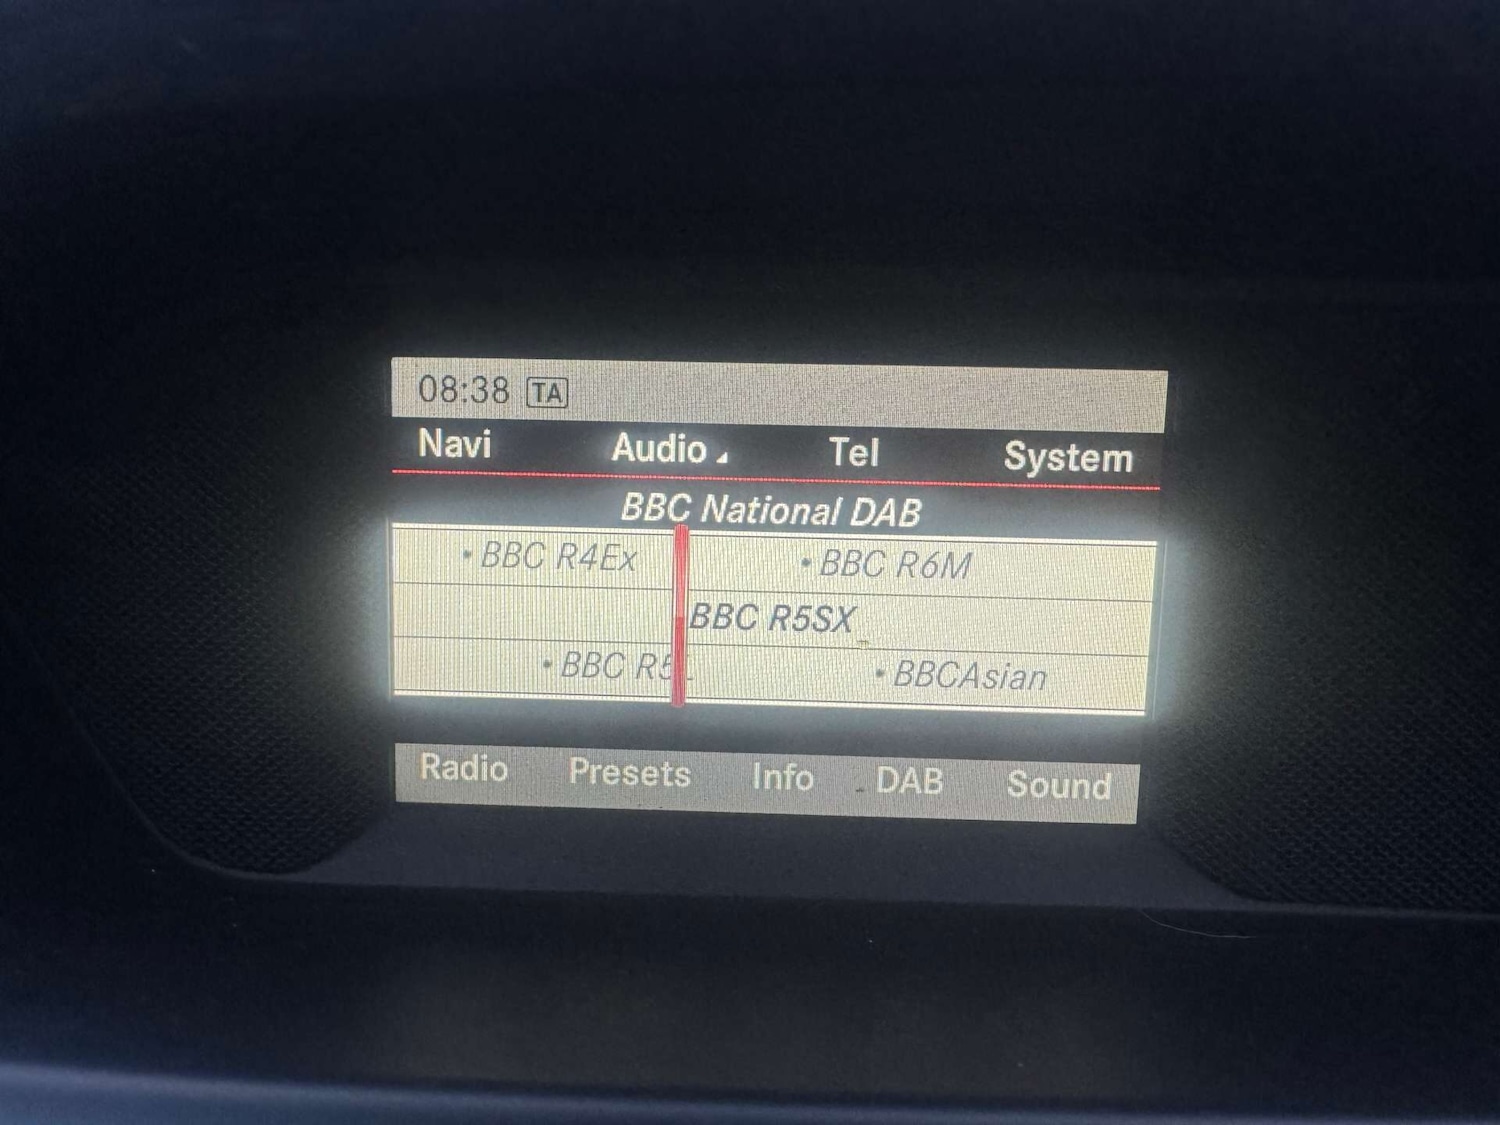 08:38 TA
Navi Audio Tel System
BBC National DAB
• BBC R4Ex • BBC R6M
BBC R5SX
• BBC • BBCAsian
Radio Presets Info DAB Sound